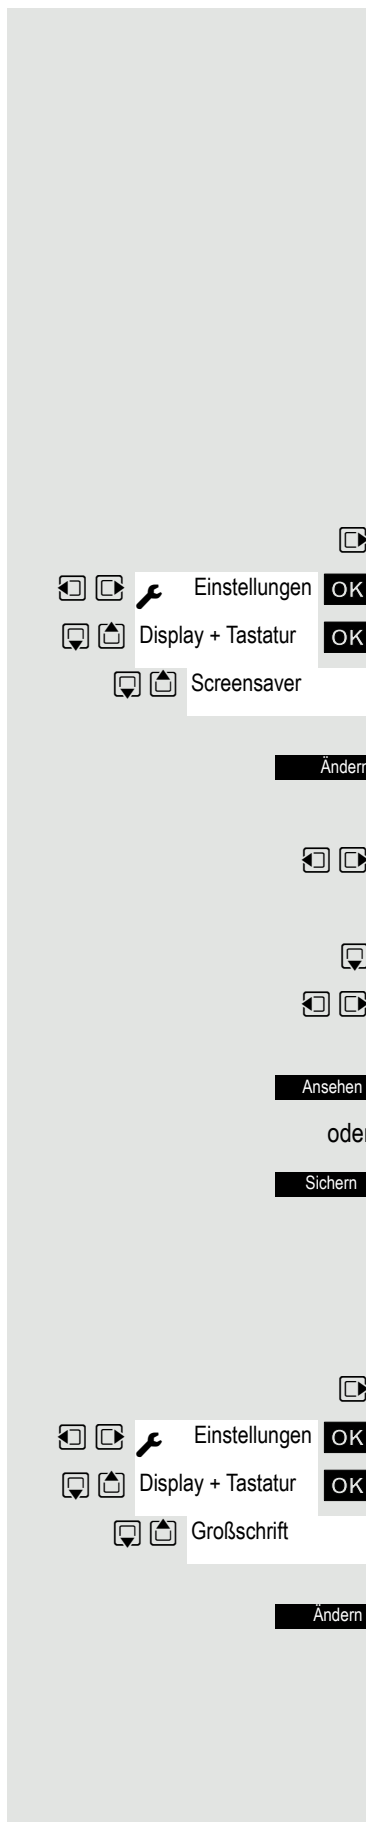 Einstellungen OK
Display + Tastatur OK
Screensaver
Ändern
Ansehen
oder
Sichern
Einstellungen OK
Display + Tastatur OK
Großschrift
Ändern